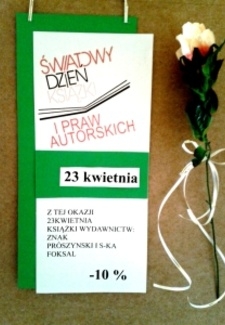 ŚWIATOWY
DZIEŃ
KSIĄŻKI
I PRAW
AUTORSKICH
23 kwietnia
Z TEJ OKAZJI
23KWIETNIA
KSIĄŻKI WYDAWNICTW:
ZNAK
PRÓSZYŃSKI I S-KA
FOKSAL
-10 %